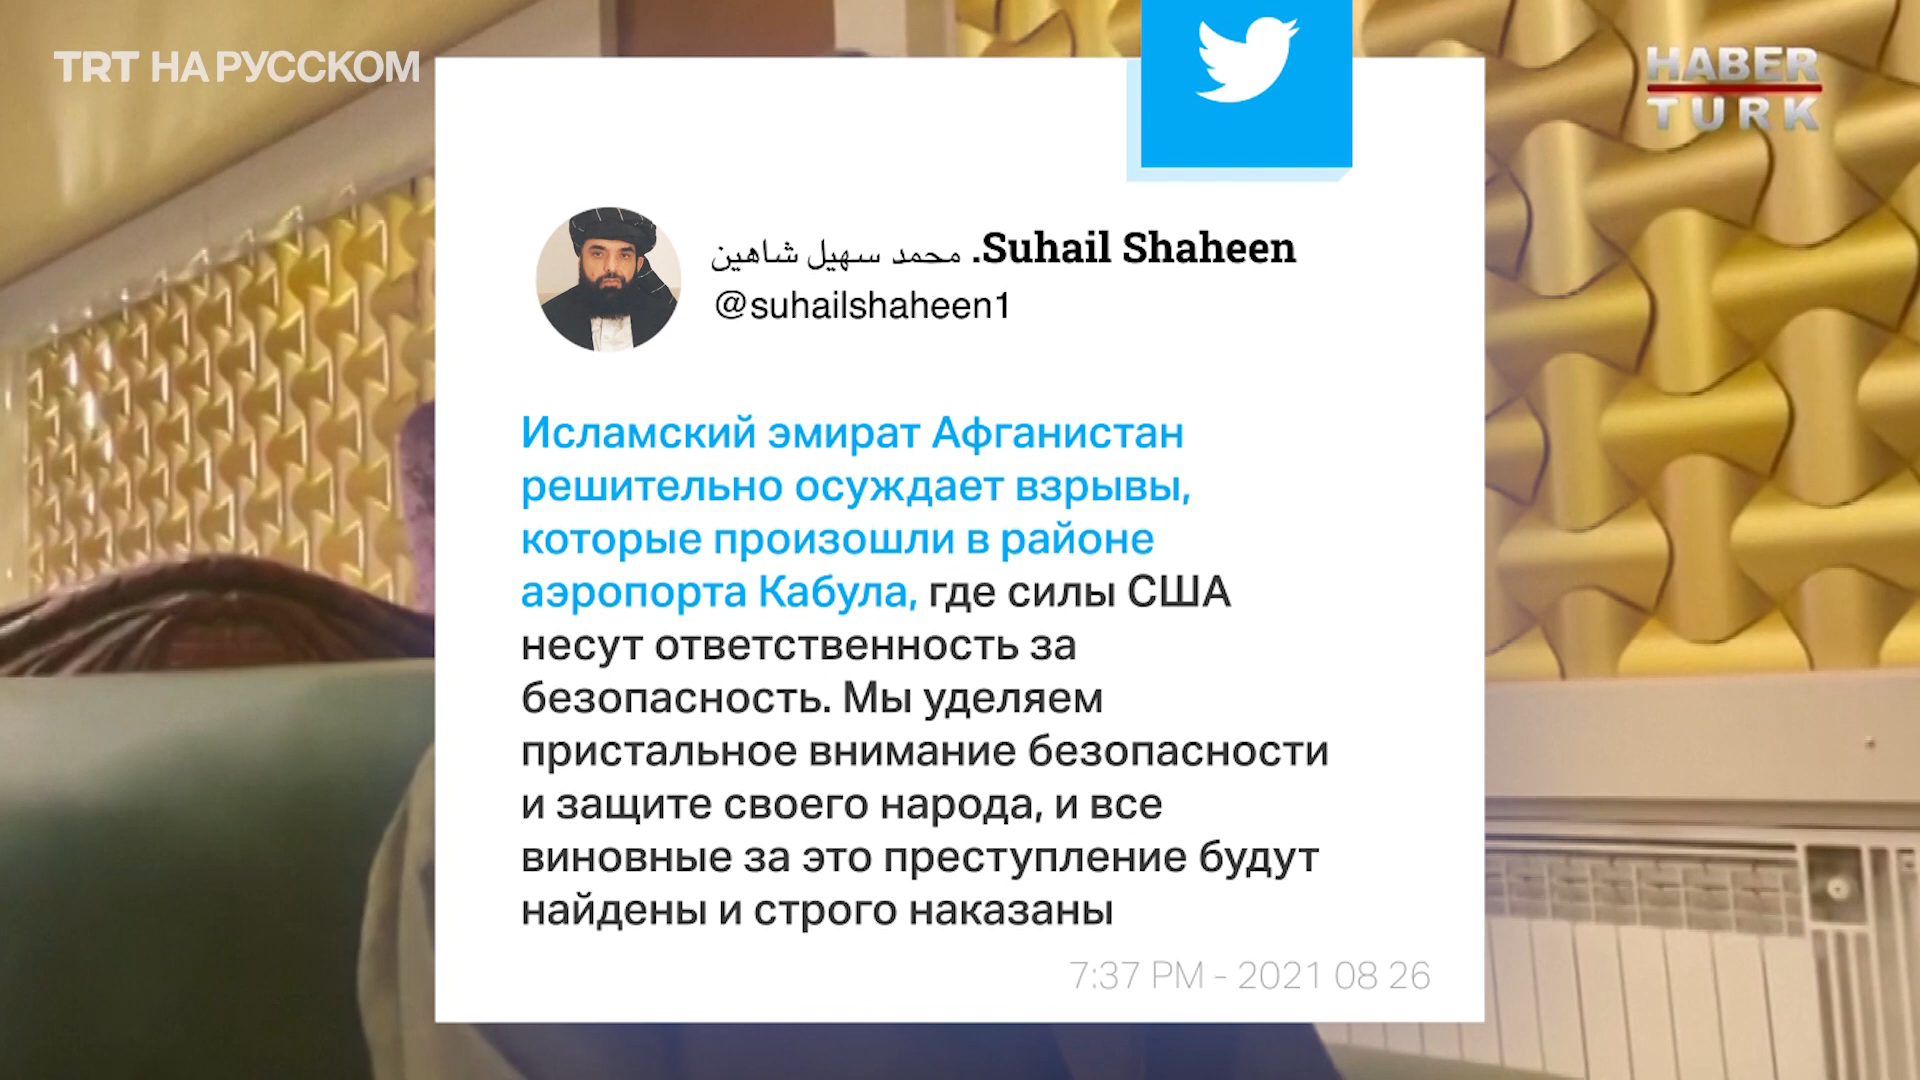 TRT НА РУССКОМ
HABER
TURK
محمد سهيل شاهين .Suhail Shaheen
@suhailshaheen1
Исламский эмират Афганистан
решительно осуждает взрывы,
которые произошли в районе
аэропорта Кабула, где силы США
несут ответственность за
безопасность. Мы уделяем
пристальное внимание безопасности
и защите своего народа, и все
виновные за это преступление будут
найдены и строго наказаны
7:37 PM - 2021 08 26